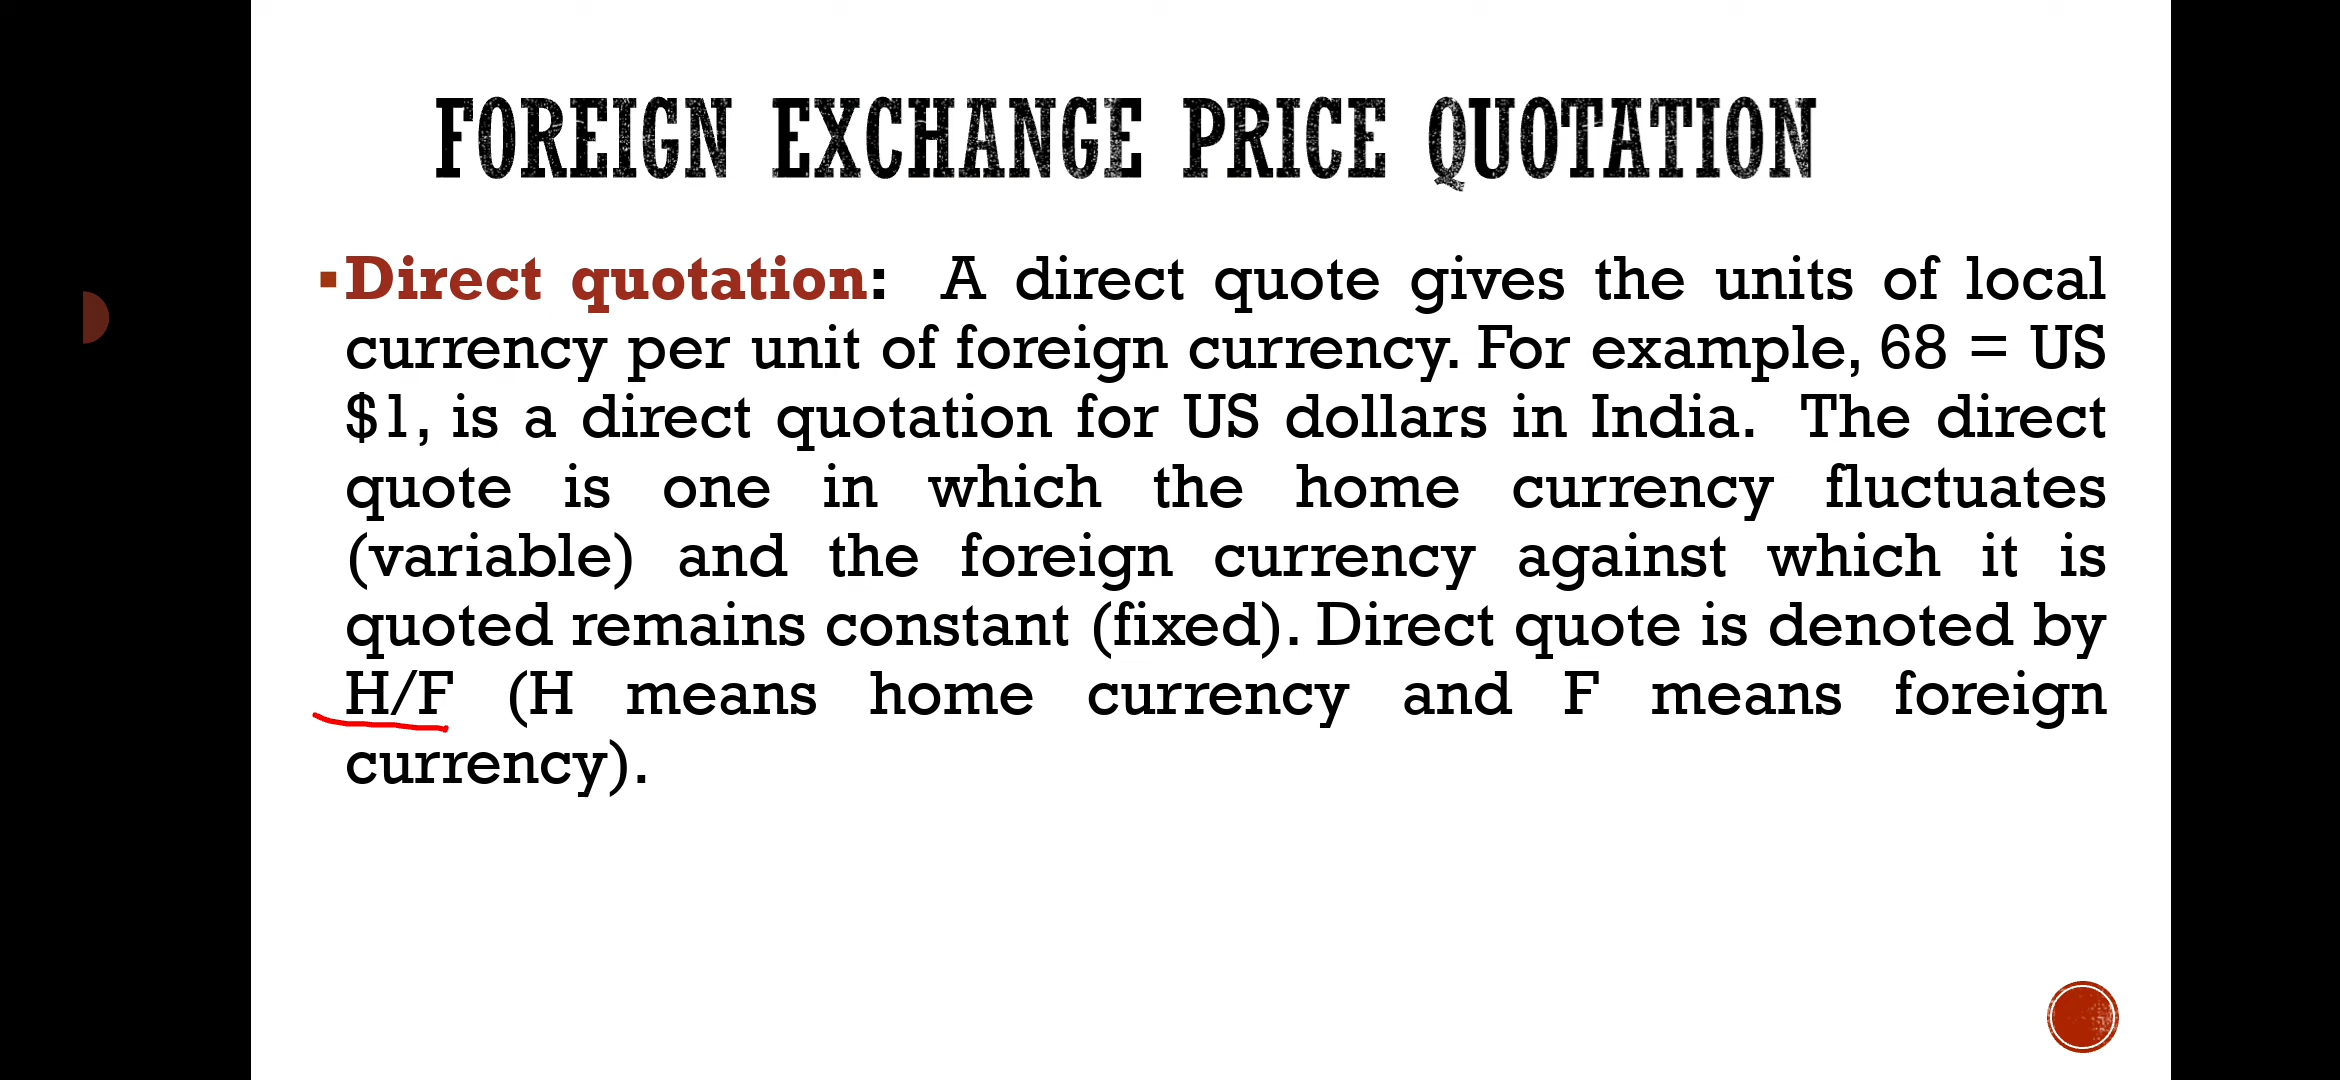 FOREIGN EXCHANGE PRICE QUOTATION
▪Direct quotation: A direct quote gives the units of local
currency per unit of foreign currency. For example, 68 = US
$1, is a direct quotation for US dollars in India. The direct
quote is one in which the home currency fluctuates
(variable) and the foreign currency against which it is
quoted remains constant (fixed). Direct quote is denoted by
H/F (H means home currency and F means foreign
currency).